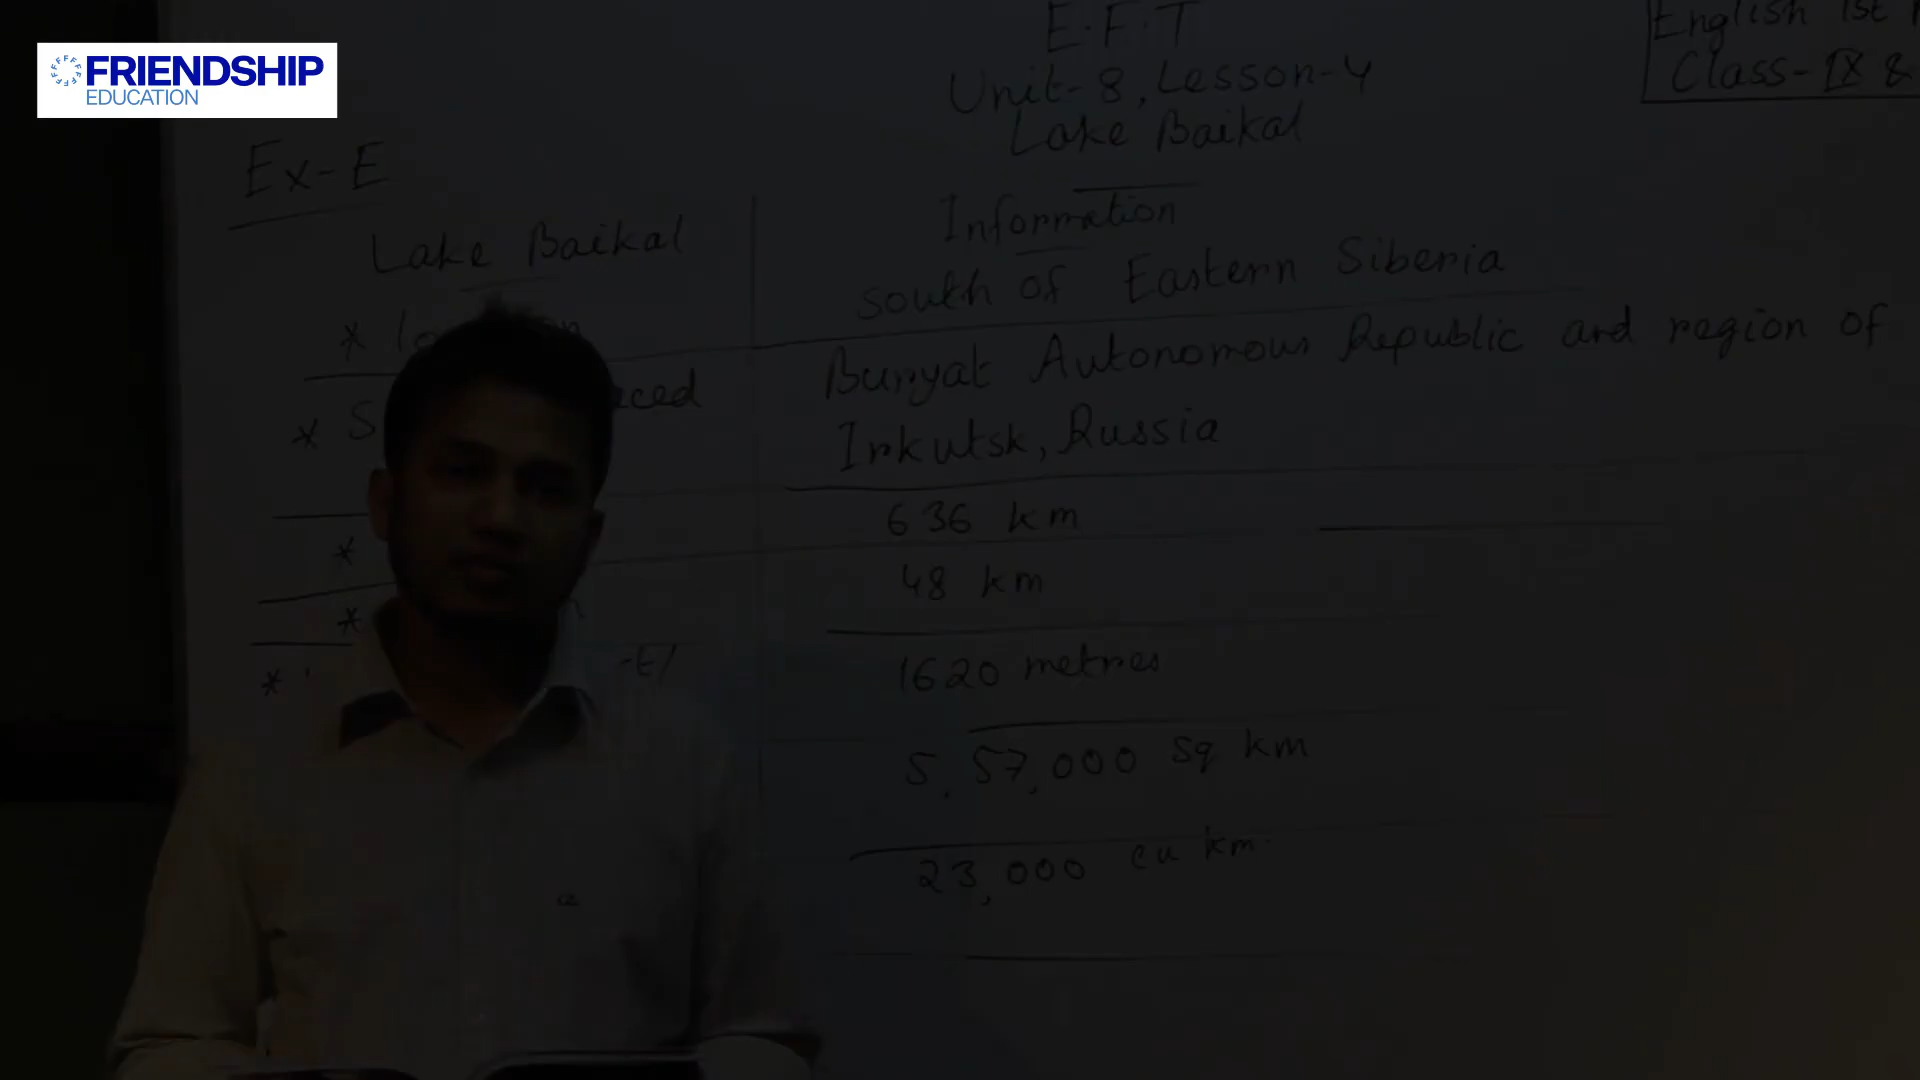 FRIENDSHIP
EDUCATION
E.F.T
Unit-8, Lesson-4
Lake Baikal
English 1st
Class-IX &
Ex-E
Lake Baikal
Information
*
south of Eastern Siberia
*
Buryat Autonomous Republic and region of
Irkutsk, Russia
*
636 km
*
48 km
*
1620 metres
5,57,000 sq km
23,000 cu km.